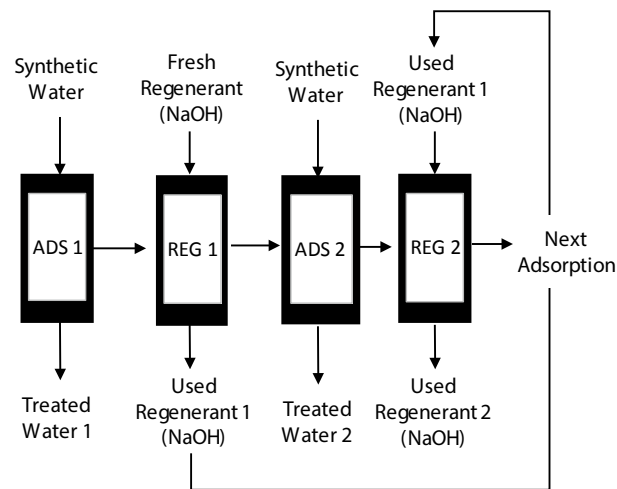 Synthetic
Water
Fresh
Regenerant
(NaOH)
Synthetic
Water
Used
Regenerant 1
(NaOH)
ADS 1
REG 1
ADS 2
REG 2
Next
Adsorption
Treated
Water 1
Used
Regenerant 1
(NaOH)
Treated
Water 2
Used
Regenerant 2
(NaOH)